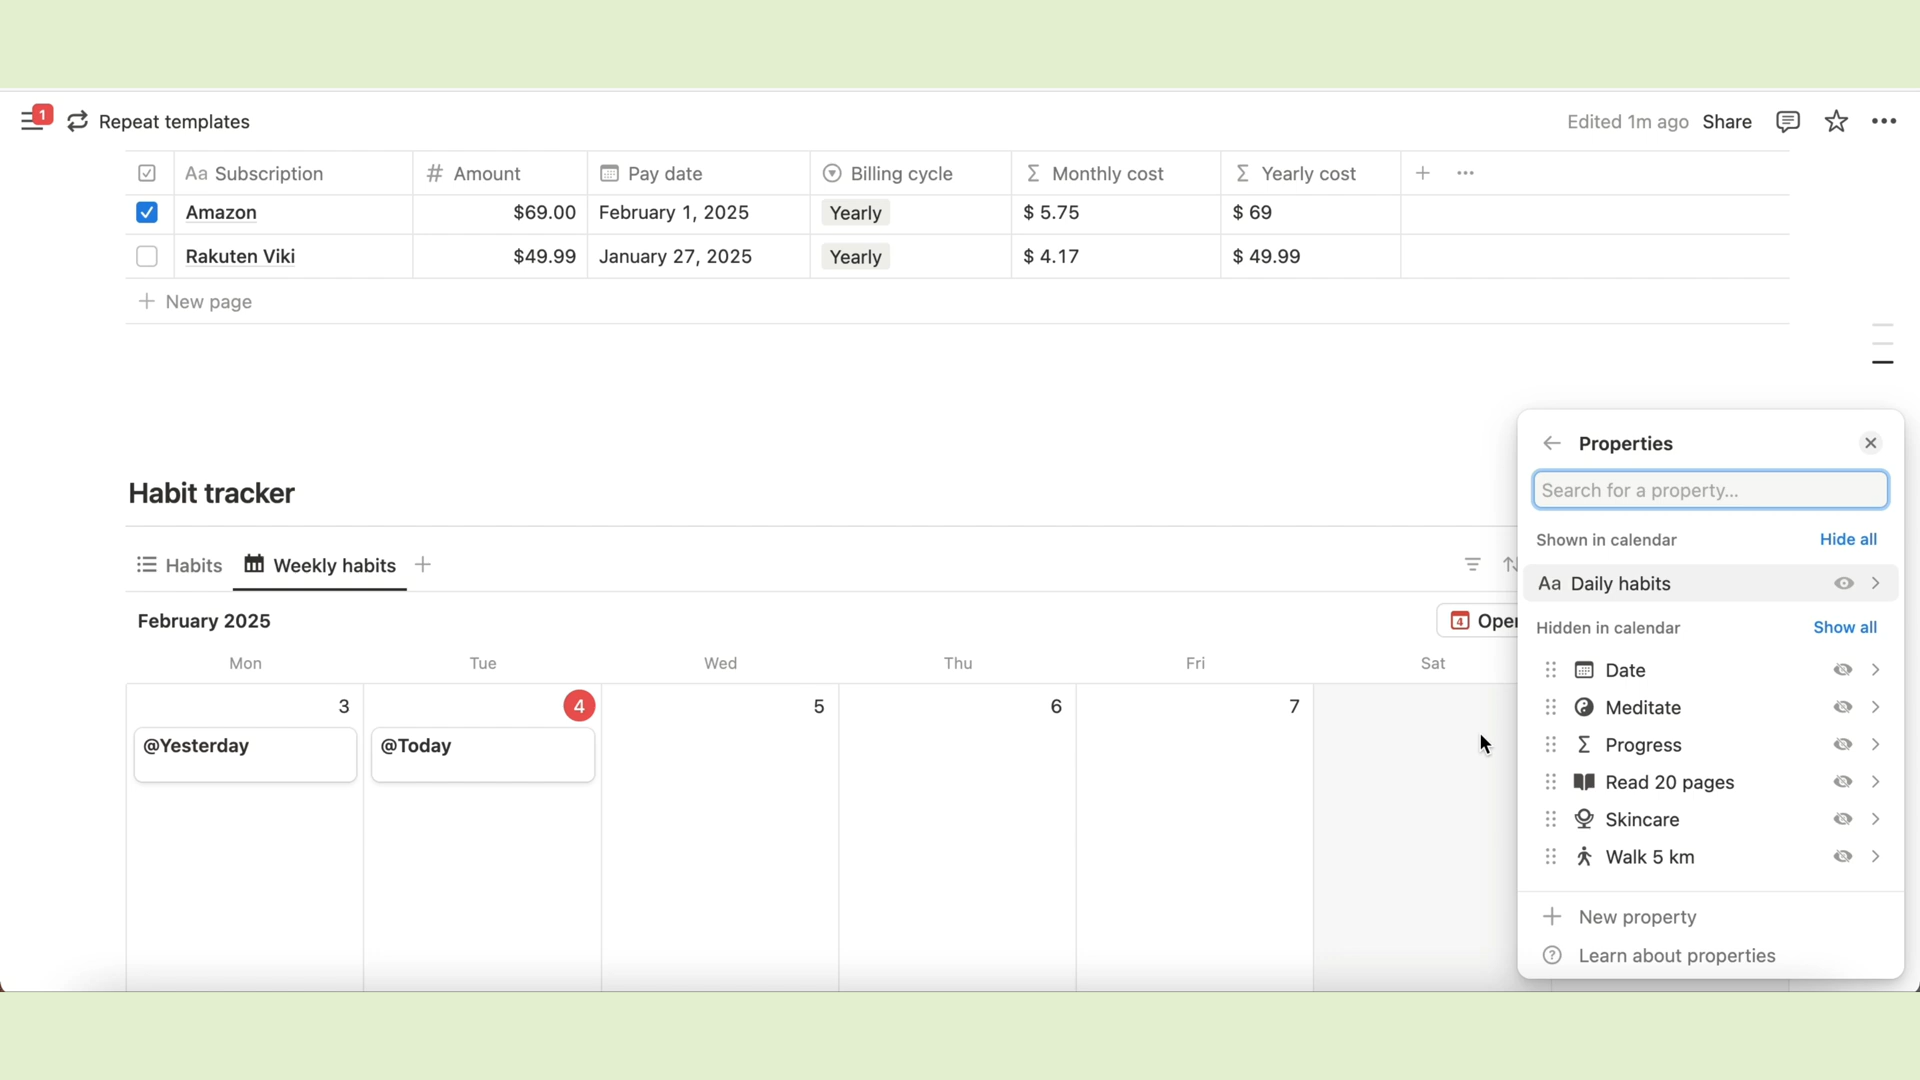 1
Repeat templates
Edited 1m ago Share
Aa Subscription # Amount Pay date Billing cycle Σ Monthly cost Σ Yearly cost + •••
Amazon $69.00 February 1, 2025 Yearly $ 5.75 $ 69
Rakuten Viki $49.99 January 27, 2025 Yearly $ 4.17 $ 49.99
+ New page
Habit tracker
Habits Weekly habits +
February 2025
4 Open
Mon Tue Wed Thu Fri Sat
3 4 5 6 7
@Yesterday @Today
Properties
Search for a property...
Shown in calendar Hide all
Aa Daily habits
Hidden in calendar Show all
Date
Meditate
Σ Progress
Read 20 pages
Skincare
Walk 5 km
+ New property
? Learn about properties